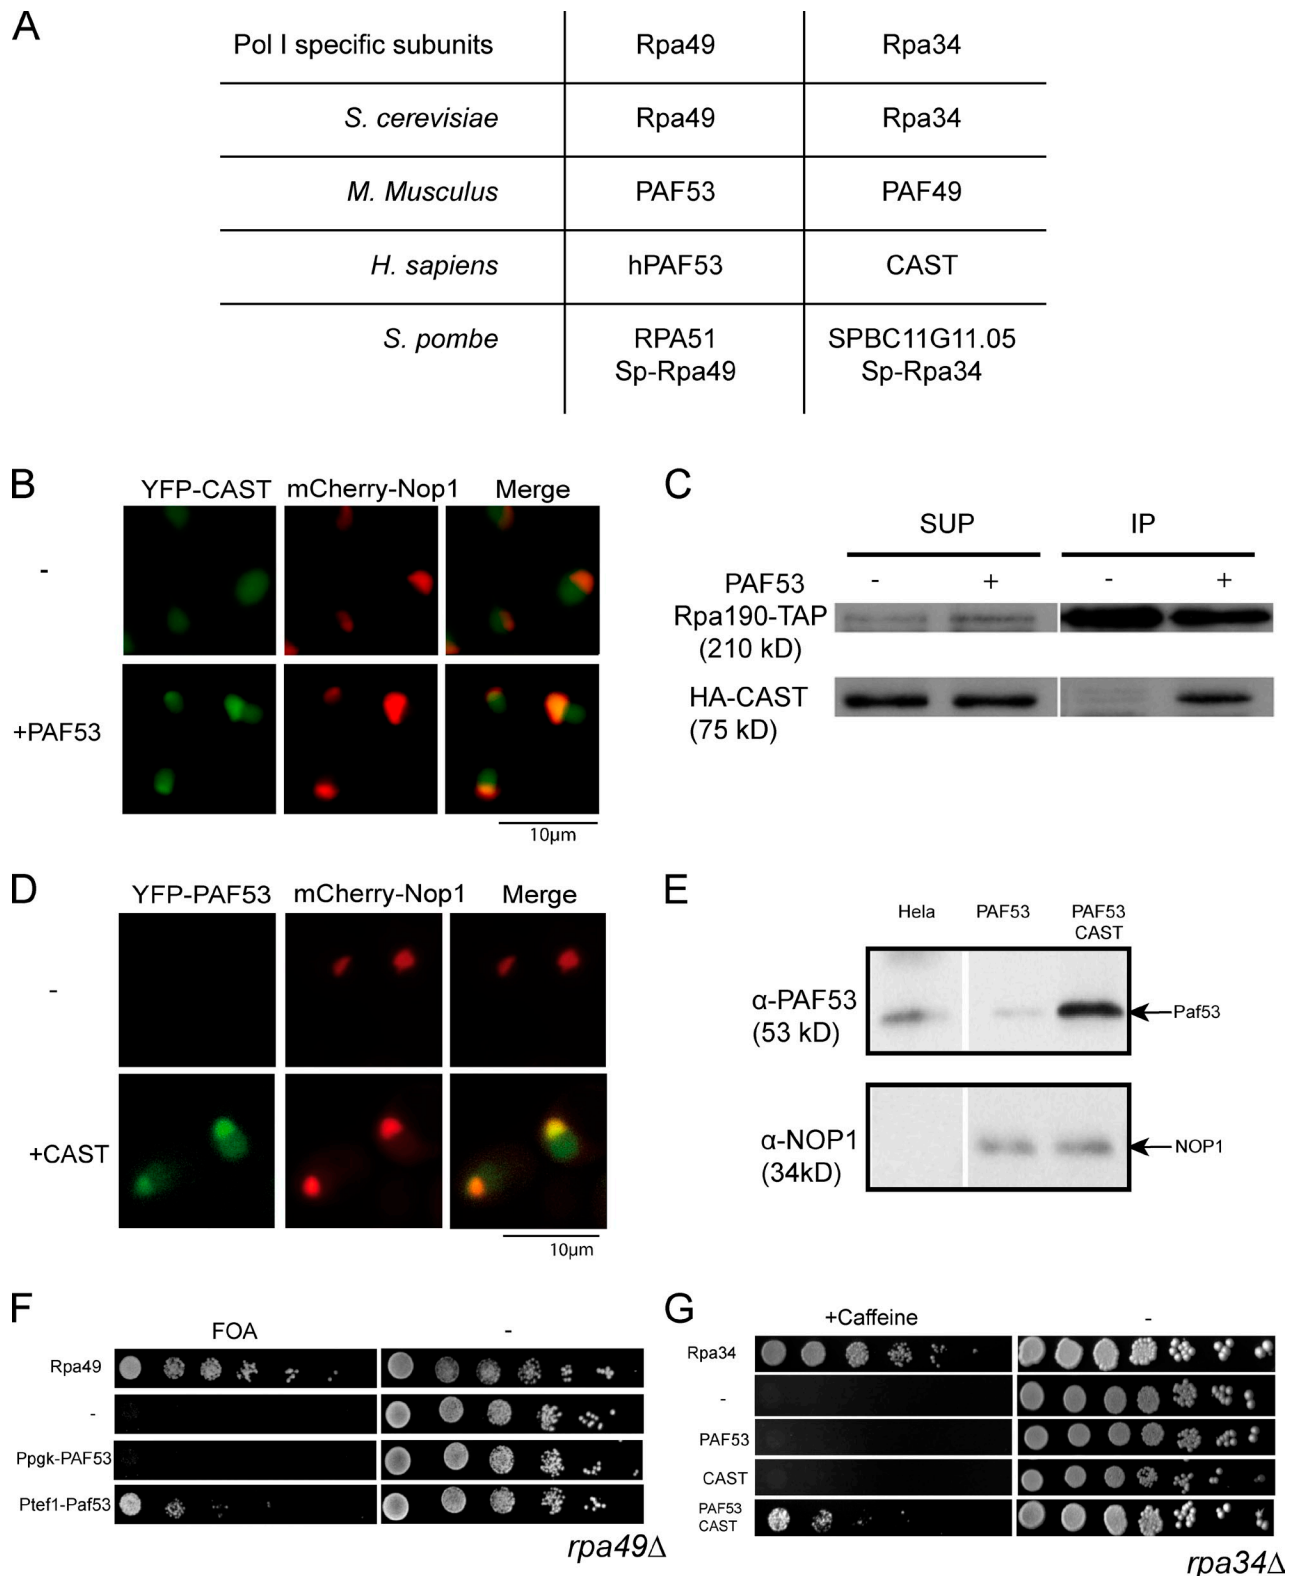 A
Pol I specific subunits Rpa49 Rpa34
S. cerevisiae Rpa49 Rpa34
M. Musculus PAF53 PAF49
H. sapiens hPAF53 CAST
S. pombe RPA51 SPBC11G11.05
Sp-Rpa49 Sp-Rpa34
B
YFP-CAST mCherry-Nop1 Merge
-
+PAF53
10µm
C
SUP IP
PAF53 - + - +
Rpa190-TAP
(210 kD)
HA-CAST
(75 kD)
D
YFP-PAF53 mCherry-Nop1 Merge
-
+CAST
10µm
E
Hela PAF53 PAF53
CAST
α-PAF53
(53 kD)
Paf53
α-NOP1
(34kD)
NOP1
F
FOA -
Rpa49
-
Ppgk-PAF53
Ptef1-Paf53
rpa49Δ
G
+Caffeine -
Rpa34
-
PAF53
CAST
PAF53
CAST
rpa34Δ